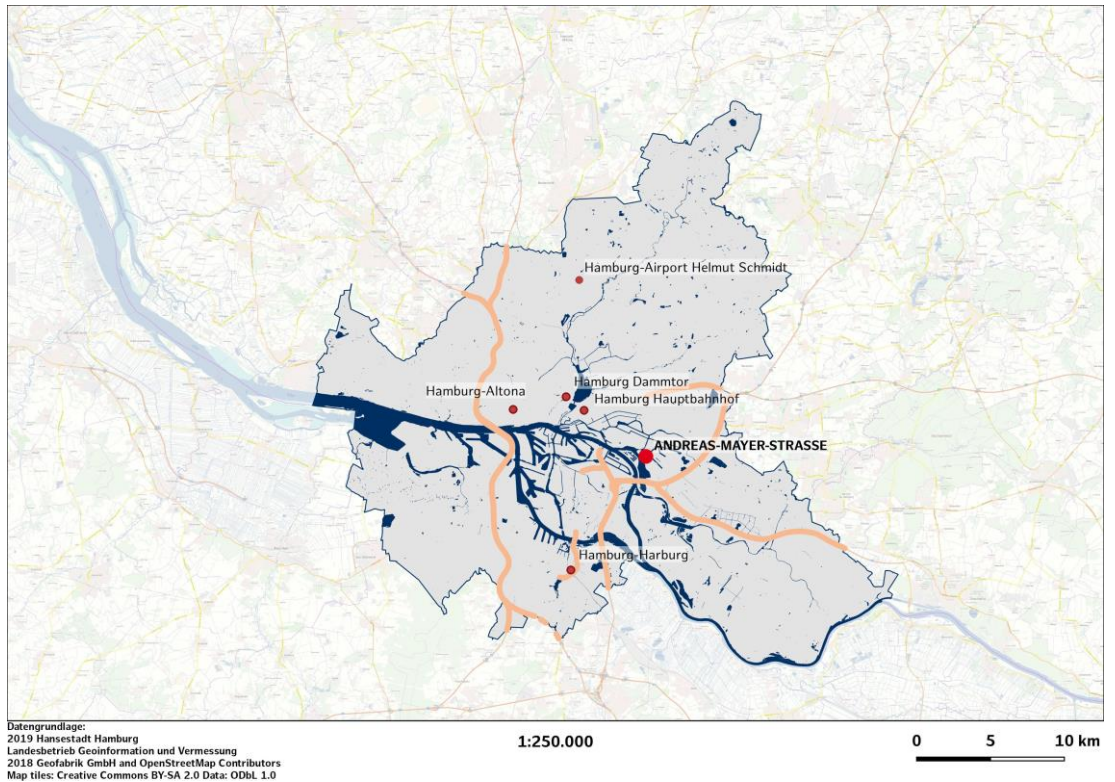 Hamburg-Airport Helmut Schmidt
Hamburg Dammtor
Hamburg-Altona
Hamburg Hauptbahnhof
ANDREAS-MAYER-STRASSE
Hamburg-Harburg
Datengrundlage:
2019 Hansestadt Hamburg
Landesbetrieb Geoinformation und Vermessung
2018 Geofabrik GmbH and OpenStreetMap Contributors
Map tiles: Creative Commons BY-SA 2.0 Data: ODbL 1.0
1:250.000
0 5 10 km